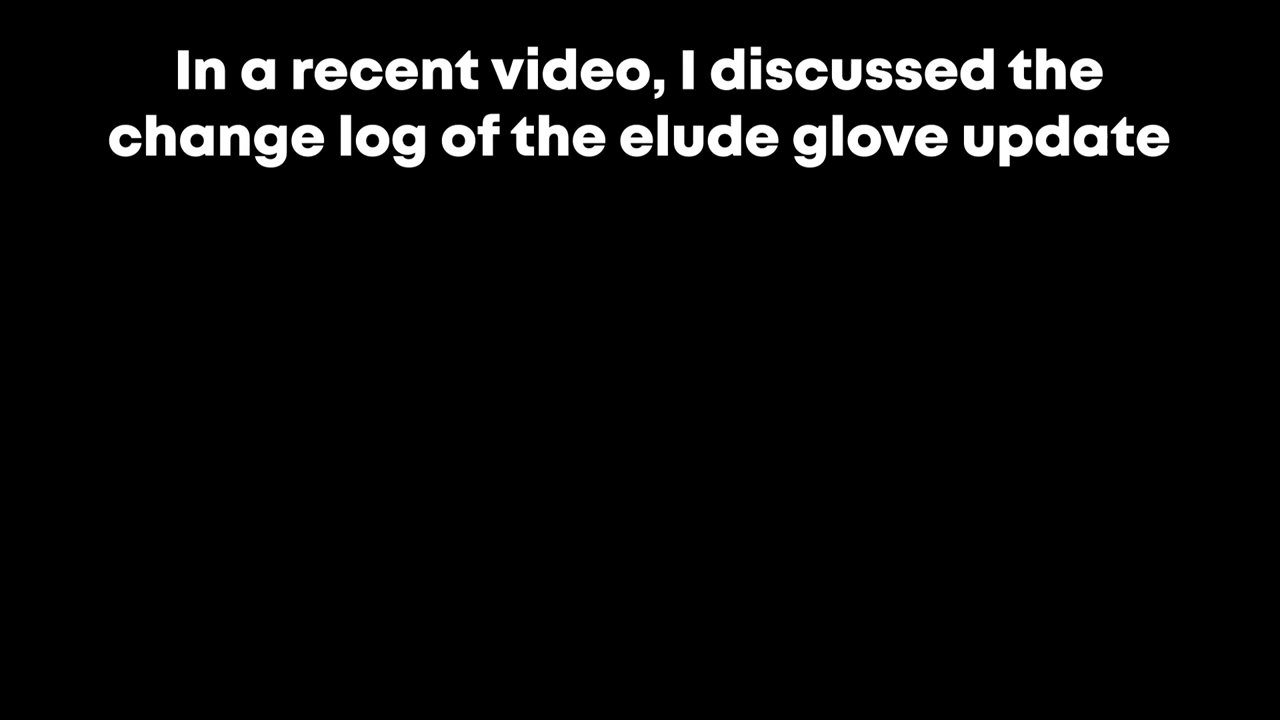 In a recent video, I discussed the
change log of the elude glove update